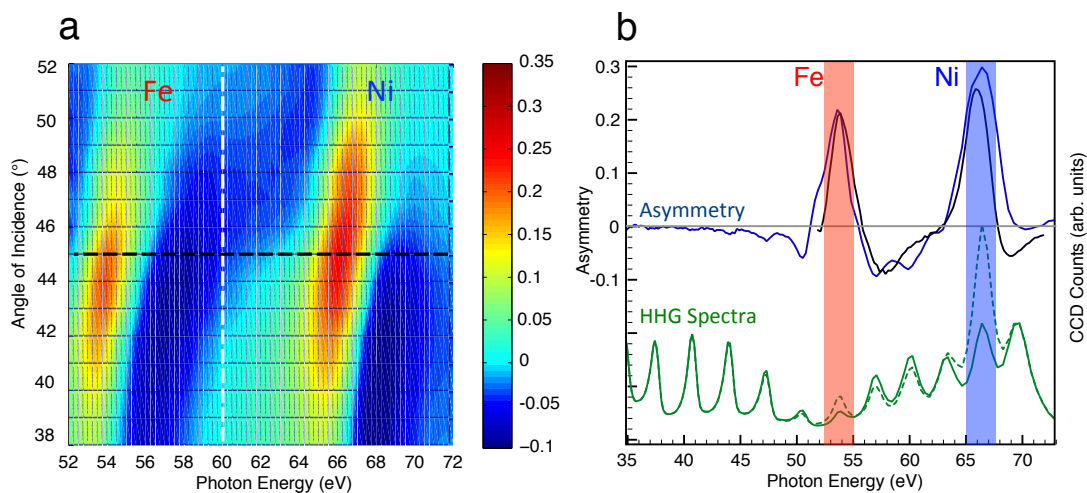 a
52
50
48
46
44
42
40
38
Angle of Incidence (°)
Fe
Ni
52 54 56 58 60 62 64 66 68 70 72
Photon Energy (eV)
0.35
0.3
0.25
0.2
0.15
0.1
0.05
0
−0.05
−0.1
b
0.3
0.2
0.1
0
-0.1
Asymmetry
Fe
Ni
Asymmetry
HHG Spectra
35 40 45 50 55 60 65 70
Photon Energy (eV)
CCD Counts (arb. units)